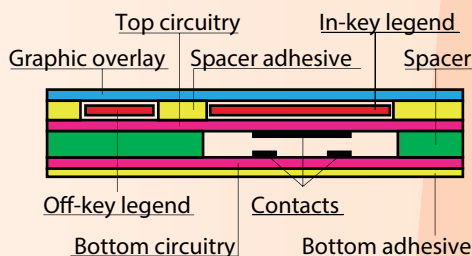 Top circuitry In-key legend
Graphic overlay Spacer adhesive Spacer
Off-key legend Contacts
Bottom circuitry Bottom adhesive